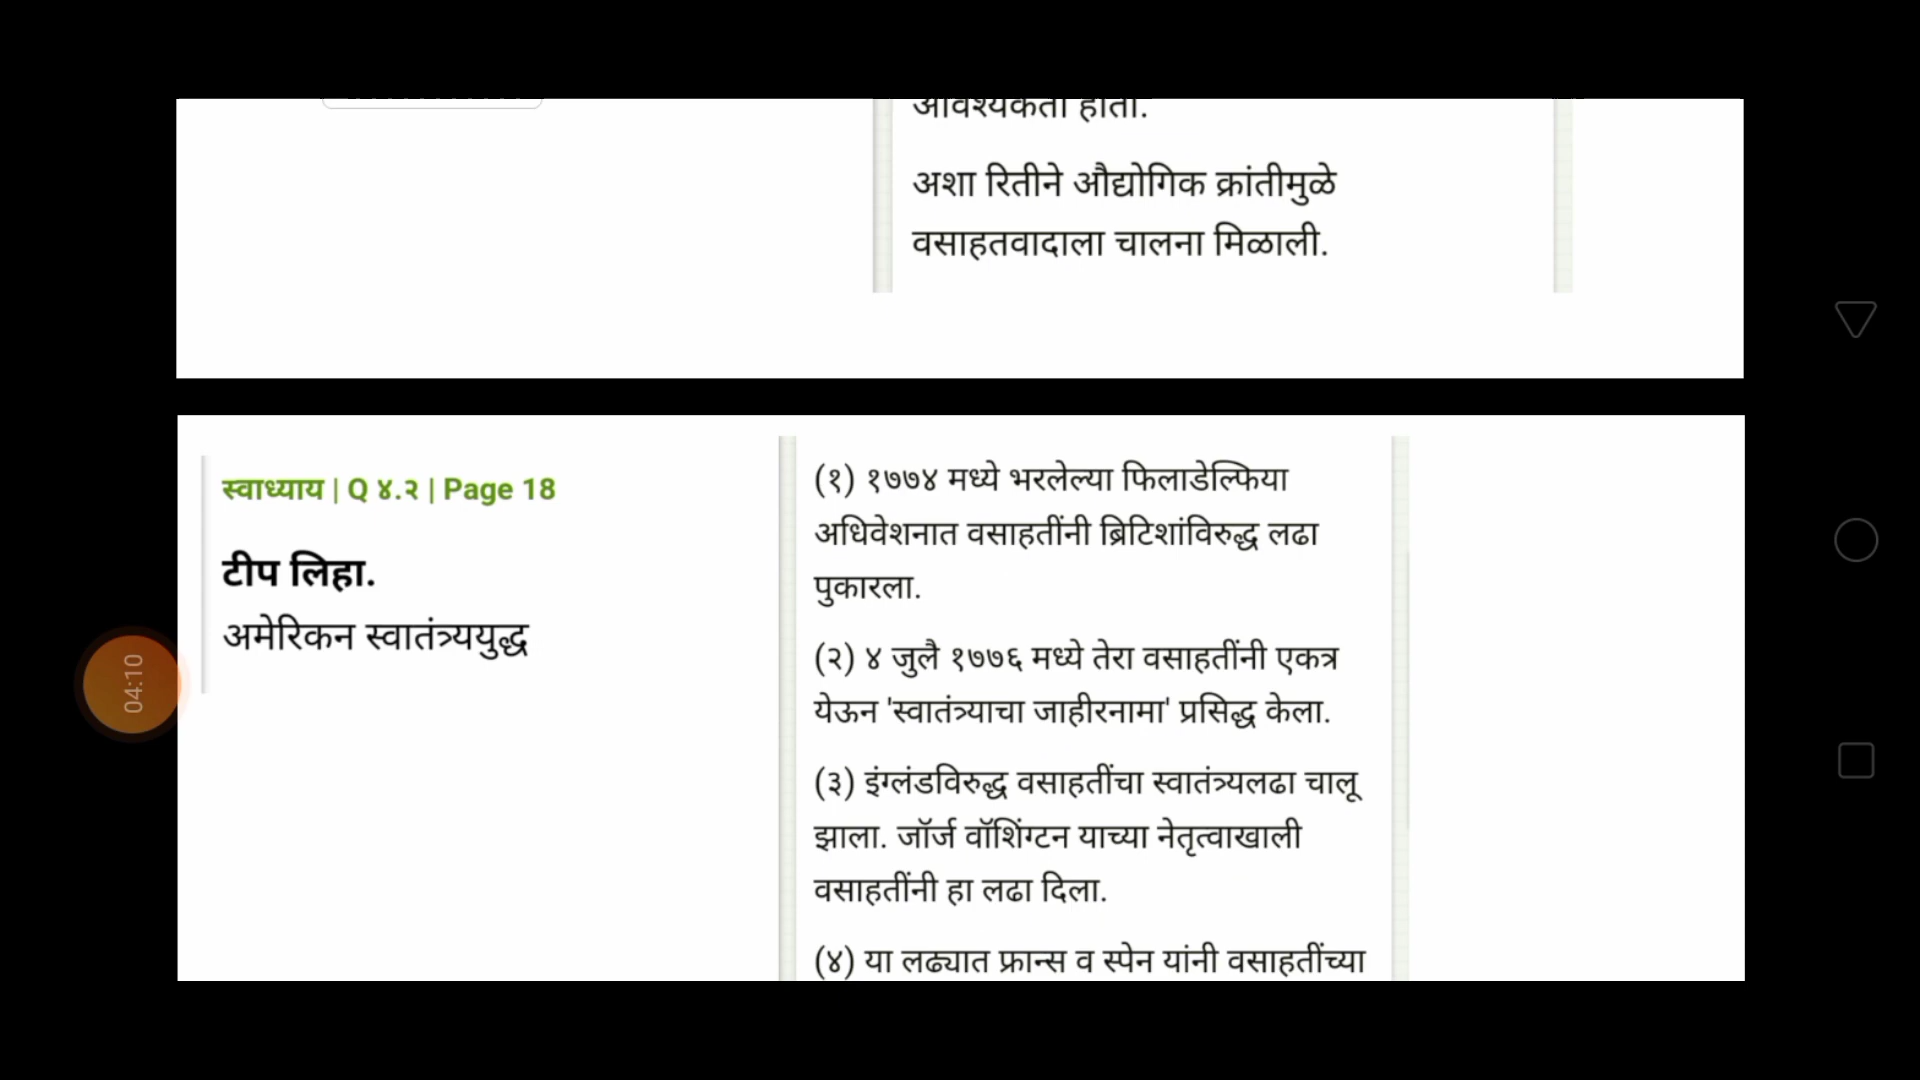 आवश्यकता होती.
अशा रितीने औद्योगिक क्रांतीमुळे
वसाहतवादाला चालना मिळाली.
स्वाध्याय | Q ४.२ | Page 18
टीप लिहा.
अमेरिकन स्वातंत्र्ययुद्ध
(१) १७७४ मध्ये भरलेल्या फिलाडेल्फिया
अधिवेशनात वसाहतींनी ब्रिटिशांविरुद्ध लढा
पुकारला.
(२) ४ जुलै १७७६ मध्ये तेरा वसाहतींनी एकत्र
येऊन 'स्वातंत्र्याचा जाहीरनामा' प्रसिद्ध केला.
(३) इंग्लंडविरुद्ध वसाहतींचा स्वातंत्र्यलढा चालू
झाला. जॉर्ज वॉशिंग्टन याच्या नेतृत्वाखाली
वसाहतींनी हा लढा दिला.
(४) या लढ्यात फ्रान्स व स्पेन यांनी वसाहतींच्या
04:10